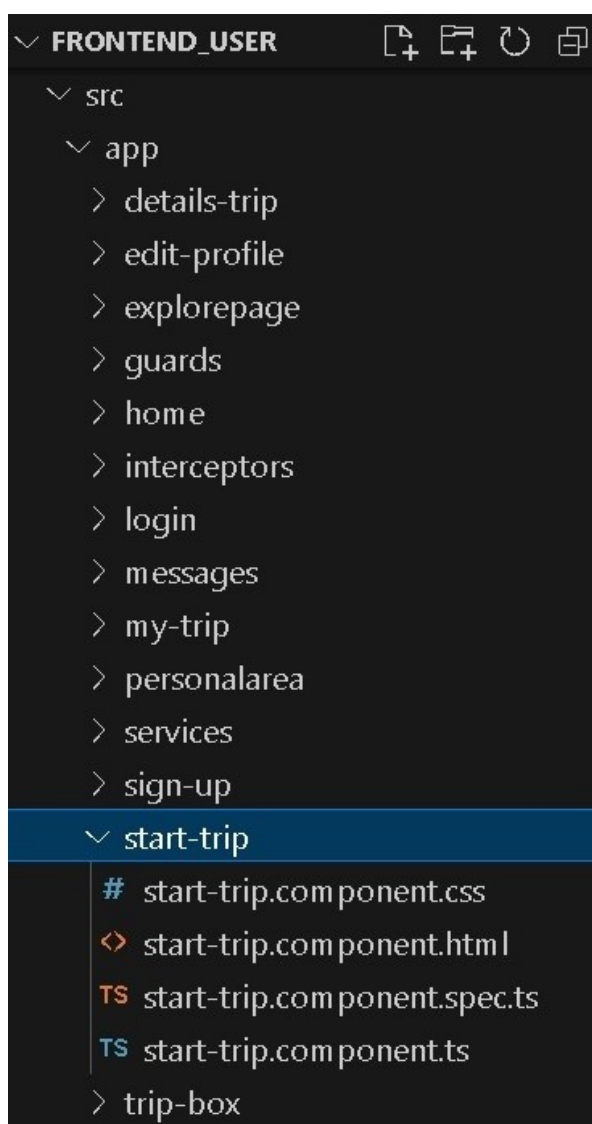 FRONTEND_USER
src
app
details-trip
edit-profile
explorepage
guards
home
interceptors
login
messages
my-trip
personalarea
services
sign-up
start-trip
# start-trip.component.css
<> start-trip.component.html
TS start-trip.component.spec.ts
TS start-trip.component.ts
trip-box